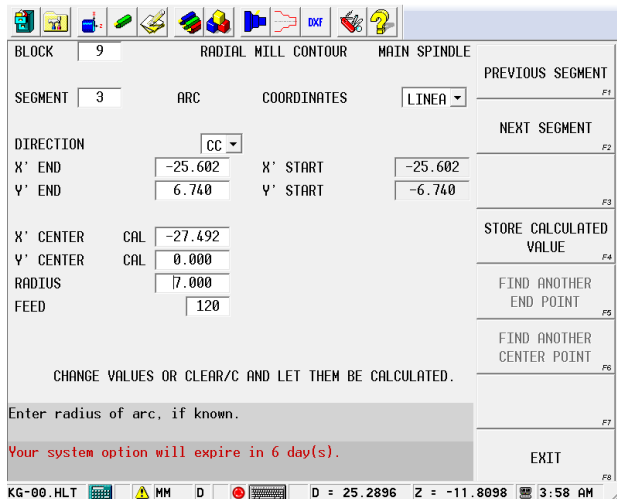 DXF
BLOCK 9 RADIAL MILL CONTOUR MAIN SPINDLE
SEGMENT 3 ARC COORDINATES LINEA
DIRECTION CC
X' END -25.602 X' START -25.602
Y' END 6.740 Y' START -6.740
X' CENTER CAL -27.492
Y' CENTER CAL 0.000
RADIUS 7.000
FEED 120
CHANGE VALUES OR CLEAR/C AND LET THEM BE CALCULATED.
Enter radius of arc, if known.
Your system option will expire in 6 day(s).
PREVIOUS SEGMENT
F1
NEXT SEGMENT
F2
F3
STORE CALCULATED
VALUE
F4
FIND ANOTHER
END POINT
F5
FIND ANOTHER
CENTER POINT
F6
F7
EXIT
F8
KG-00.HLT MM D D = 25.2896 Z = -11.8098 3:58 AM